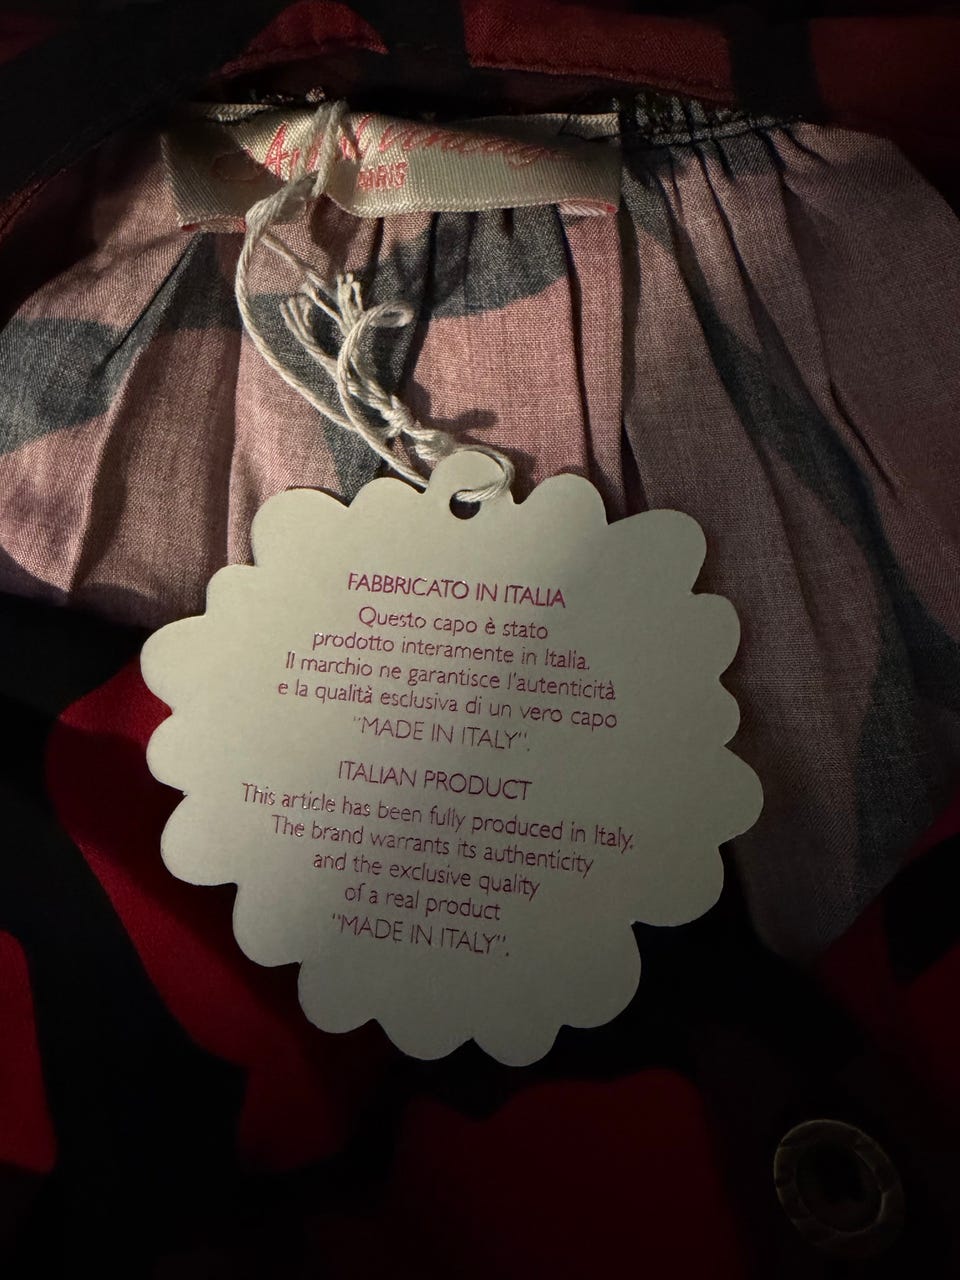 PARIS
FABBRICATO IN ITALIA
Questo capo è stato
prodotto interamente in Italia.
Il marchio ne garantisce l'autenticità
e la qualità esclusiva di un vero capo
"MADE IN ITALY".
ITALIAN PRODUCT
This article has been fully produced in Italy.
The brand warrants its authenticity
and the exclusive quality
of a real product
"MADE IN ITALY".